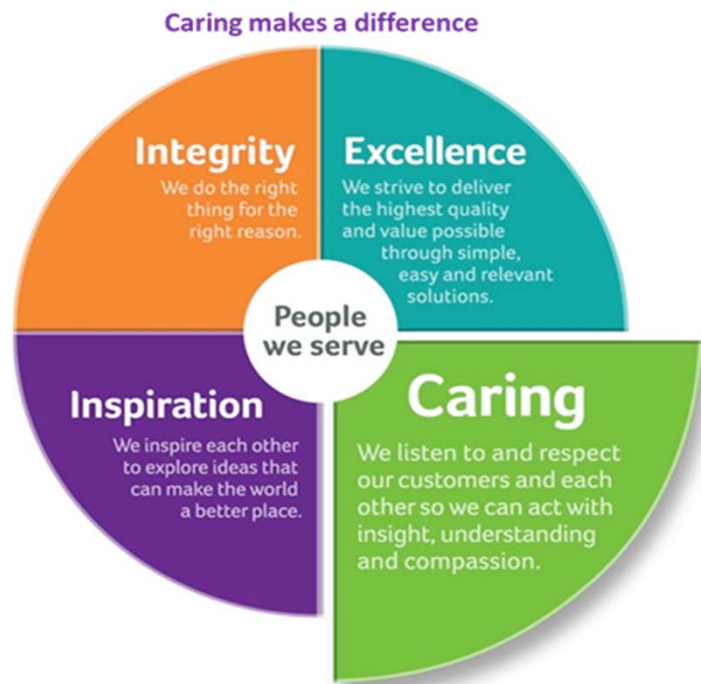 Caring makes a difference
Integrity
We do the right
thing for the
right reason.
Excellence
We strive to deliver
the highest quality
and value possible
through simple,
easy and relevant
solutions.
People
we serve
Inspiration
We inspire each other
to explore ideas that
can make the world
a better place.
Caring
We listen to and respect
our customers and each
other so we can act with
insight, understanding
and compassion.